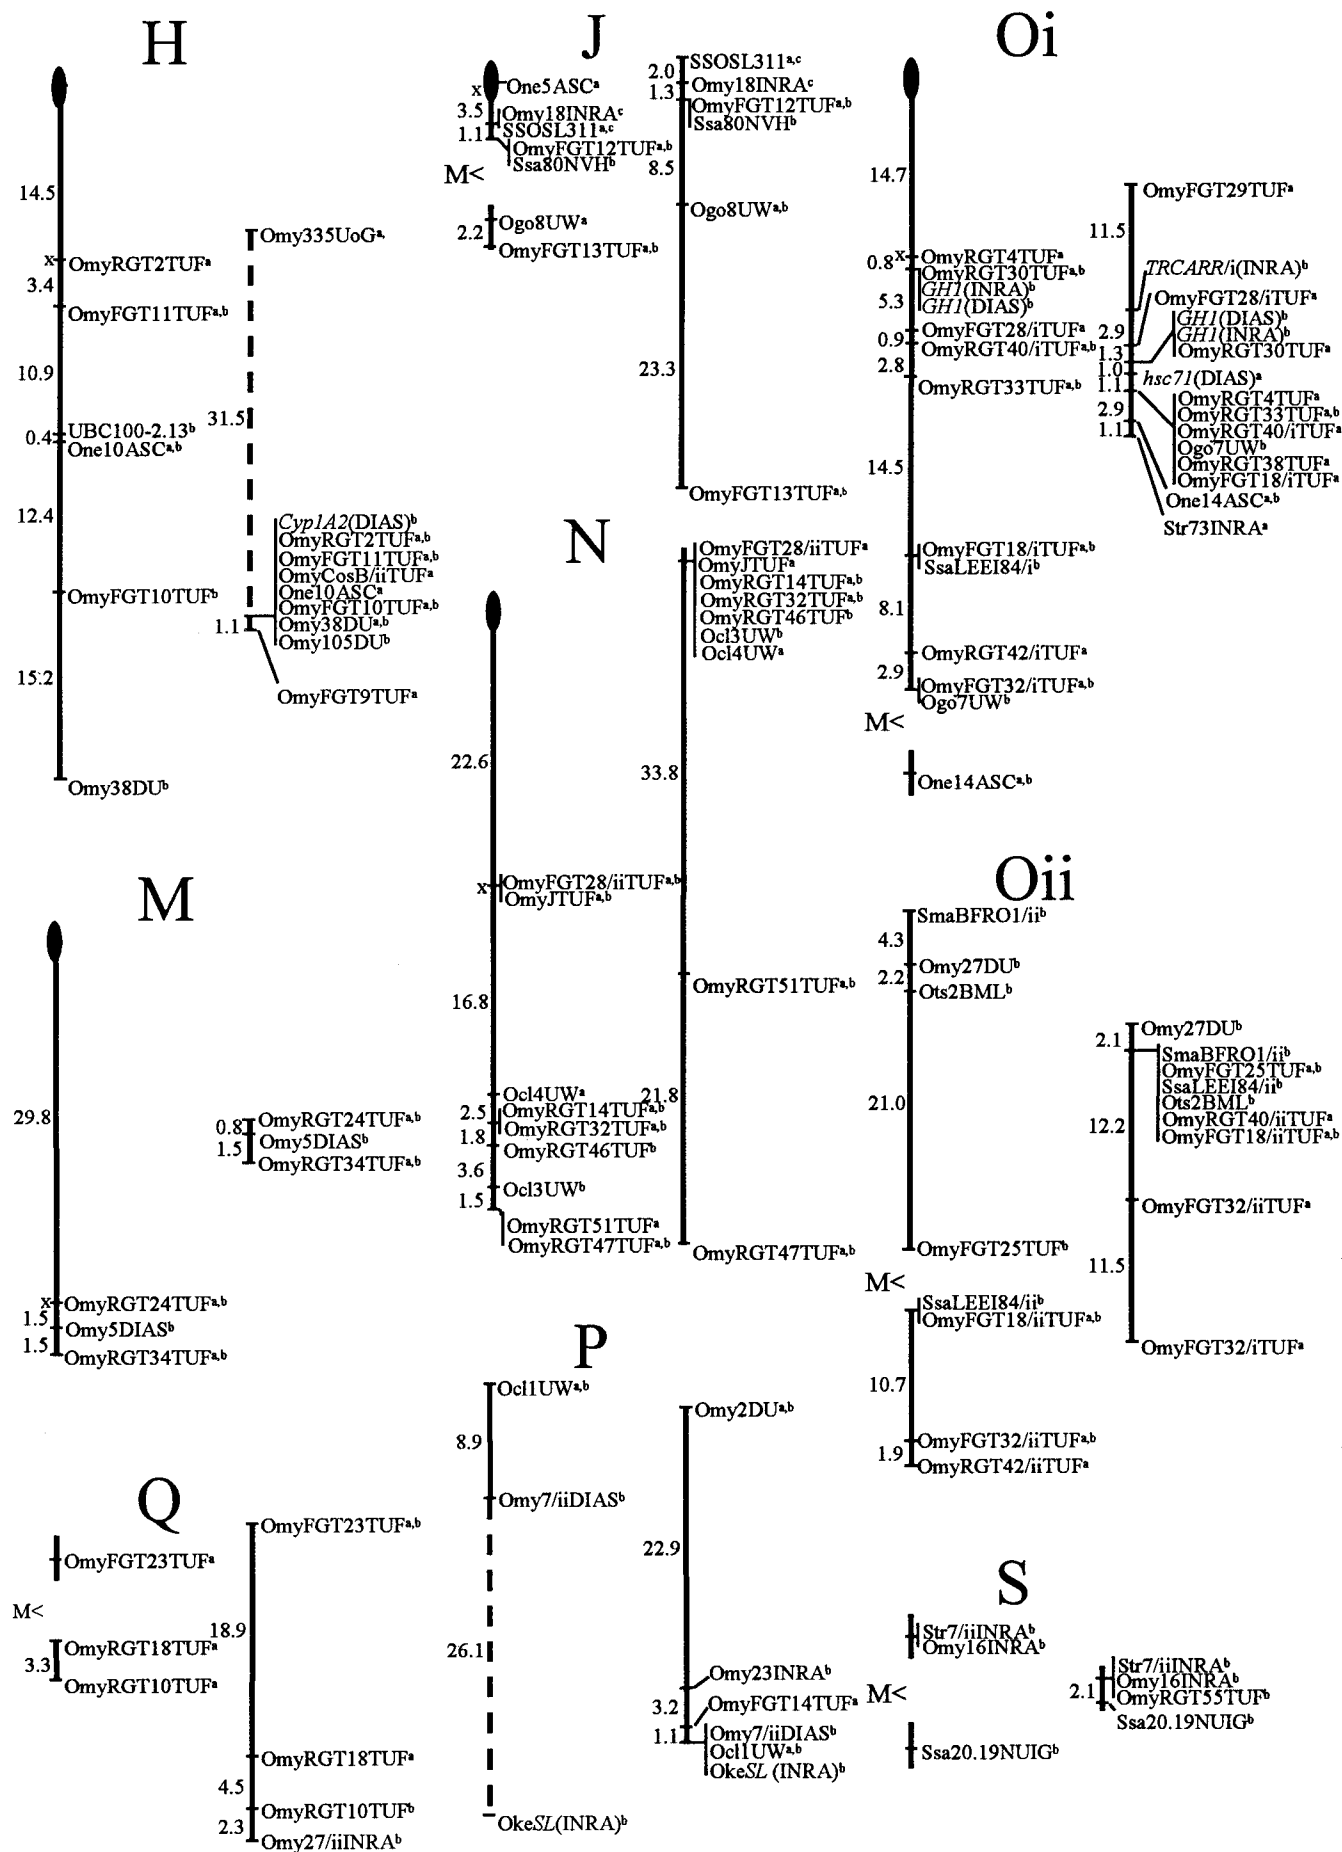 H
14.5
x
OmyRGT2TUFᵃ
3.4
OmyFGT11TUFᵃ,ᵇ
10.9
UBC100-2.13ᵇ
0.4
One10ASCᵃ,ᵇ
12.4
OmyFGT10TUFᵇ
15.2
Omy38DUᵇ
Omy335UoGᵃ,
31.5
Cyp1A2(DIAS)ᵇ
OmyRGT2TUFᵃ,ᵇ
OmyFGT11TUFᵃ,ᵇ
OmyCosB/iiTUFᵃ
One10ASCᵃ
OmyFGT10TUFᵃ,ᵇ
Omy38DUᵃ,ᵇ
Omy105DUᵇ
1.1
OmyFGT9TUFᵃ
J
One5ASCᵃ
x
3.5
Omy18INRAᶜ
1.1
SSOSL311ᵃ,ᶜ
OmyFGT12TUFᵃ,ᵇ
Ssa80NVHᵇ
M<
Ogo8UWᵃ
2.2
OmyFGT13TUFᵃ,ᵇ
SSOSL311ᵃ,ᶜ
2.0
Omy18INRAᶜ
1.3
OmyFGT12TUFᵃ,ᵇ
Ssa80NVHᵇ
8.5
Ogo8UWᵃ,ᵇ
23.3
OmyFGT13TUFᵃ,ᵇ
Oi
14.7
x
OmyRGT4TUFᵃ
0.8
OmyRGT30TUFᵃ,ᵇ
GH1(INRA)ᵇ
GH1(DIAS)ᵇ
5.3
OmyFGT28/iTUFᵃ
0.9
OmyRGT40/iTUFᵃ,ᵇ
2.8
OmyRGT33TUFᵃ,ᵇ
14.5
OmyFGT18/iTUFᵃ,ᵇ
SsaLEEI84/iᵇ
8.1
OmyRGT42/iTUFᵃ
2.9
OmyFGT32/iTUFᵃ,ᵇ
Ogo7UWᵇ
M<
One14ASCᵃ,ᵇ
OmyFGT29TUFᵃ
11.5
TRCARR/i(INRA)ᵇ
OmyFGT28/iTUFᵃ
2.9
GH1(DIAS)ᵇ
GH1(INRA)ᵇ
OmyRGT30TUFᵃ
1.3
1.0
hsc71(DIAS)ᵃ
1.1
OmyRGT4TUFᵃ
OmyRGT33TUFᵃ,ᵇ
OmyRGT40/iTUFᵃ
Ogo7UWᵇ
OmyRGT38TUFᵃ
OmyFGT18/iTUFᵃ
2.9
One14ASCᵃ,ᵇ
1.1
Str73INRAᵃ
M
29.8
x
OmyRGT24TUFᵃ,ᵇ
1.5
Omy5DIASᵇ
1.5
OmyRGT34TUFᵃ,ᵇ
OmyRGT24TUFᵃ,ᵇ
0.8
Omy5DIASᵇ
1.5
OmyRGT34TUFᵃ,ᵇ
N
22.6
x
OmyFGT28/iiTUFᵃ,ᵇ
OmyJTUFᵃ,ᵇ
16.8
Ocl4UWᵃ
2.5
OmyRGT14TUFᵃ,ᵇ
OmyRGT32TUFᵃ,ᵇ
1.8
OmyRGT46TUFᵇ
3.6
Ocl3UWᵇ
1.5
OmyRGT51TUFᵃ
OmyRGT47TUFᵃ,ᵇ
OmyFGT28/iiTUFᵃ
OmyJTUFᵃ
OmyRGT14TUFᵃ,ᵇ
OmyRGT32TUFᵃ,ᵇ
OmyRGT46TUFᵇ
Ocl3UWᵇ
Ocl4UWᵃ
33.8
OmyRGT51TUFᵃ,ᵇ
21.8
OmyRGT47TUFᵃ,ᵇ
Oii
SmaBFRO1/iiᵇ
4.3
Omy27DUᵇ
2.2
Ots2BMLᵇ
21.0
OmyFGT25TUFᵇ
M<
SsaLEEI84/iiᵇ
OmyFGT18/iiTUFᵃ,ᵇ
10.7
OmyFGT32/iiTUFᵃ,ᵇ
1.9
OmyRGT42/iiTUFᵃ
Omy27DUᵇ
2.1
SmaBFRO1/iiᵇ
OmyFGT25TUFᵃ,ᵇ
SsaLEEI84/iiᵇ
Ots2BMLᵇ
OmyRGT40/iiTUFᵃ
OmyFGT18/iiTUFᵃ,ᵇ
12.2
OmyFGT32/iiTUFᵃ
11.5
OmyFGT32/iTUFᵃ
P
Ocl1UWᵃ,ᵇ
8.9
Omy7/iiDIASᵇ
26.1
OkeSL(INRA)ᵇ
Omy2DUᵃ,ᵇ
22.9
Omy23INRAᵇ
3.2
OmyFGT14TUFᵃ
1.1
Omy7/iiDIASᵇ
Ocl1UWᵃ,ᵇ
OkeSL (INRA)ᵇ
Q
OmyFGT23TUFᵃ
M<
OmyRGT18TUFᵃ
3.3
OmyRGT10TUFᵃ
OmyFGT23TUFᵃ,ᵇ
18.9
OmyRGT18TUFᵃ
4.5
OmyRGT10TUFᵇ
2.3
Omy27/iiINRAᵇ
S
Str7/iiINRAᵇ
Omy16INRAᵇ
M<
Ssa20.19NUIGᵇ
Str7/iiINRAᵇ
Omy16INRAᵇ
2.1
OmyRGT55TUFᵇ
Ssa20.19NUIGᵇ